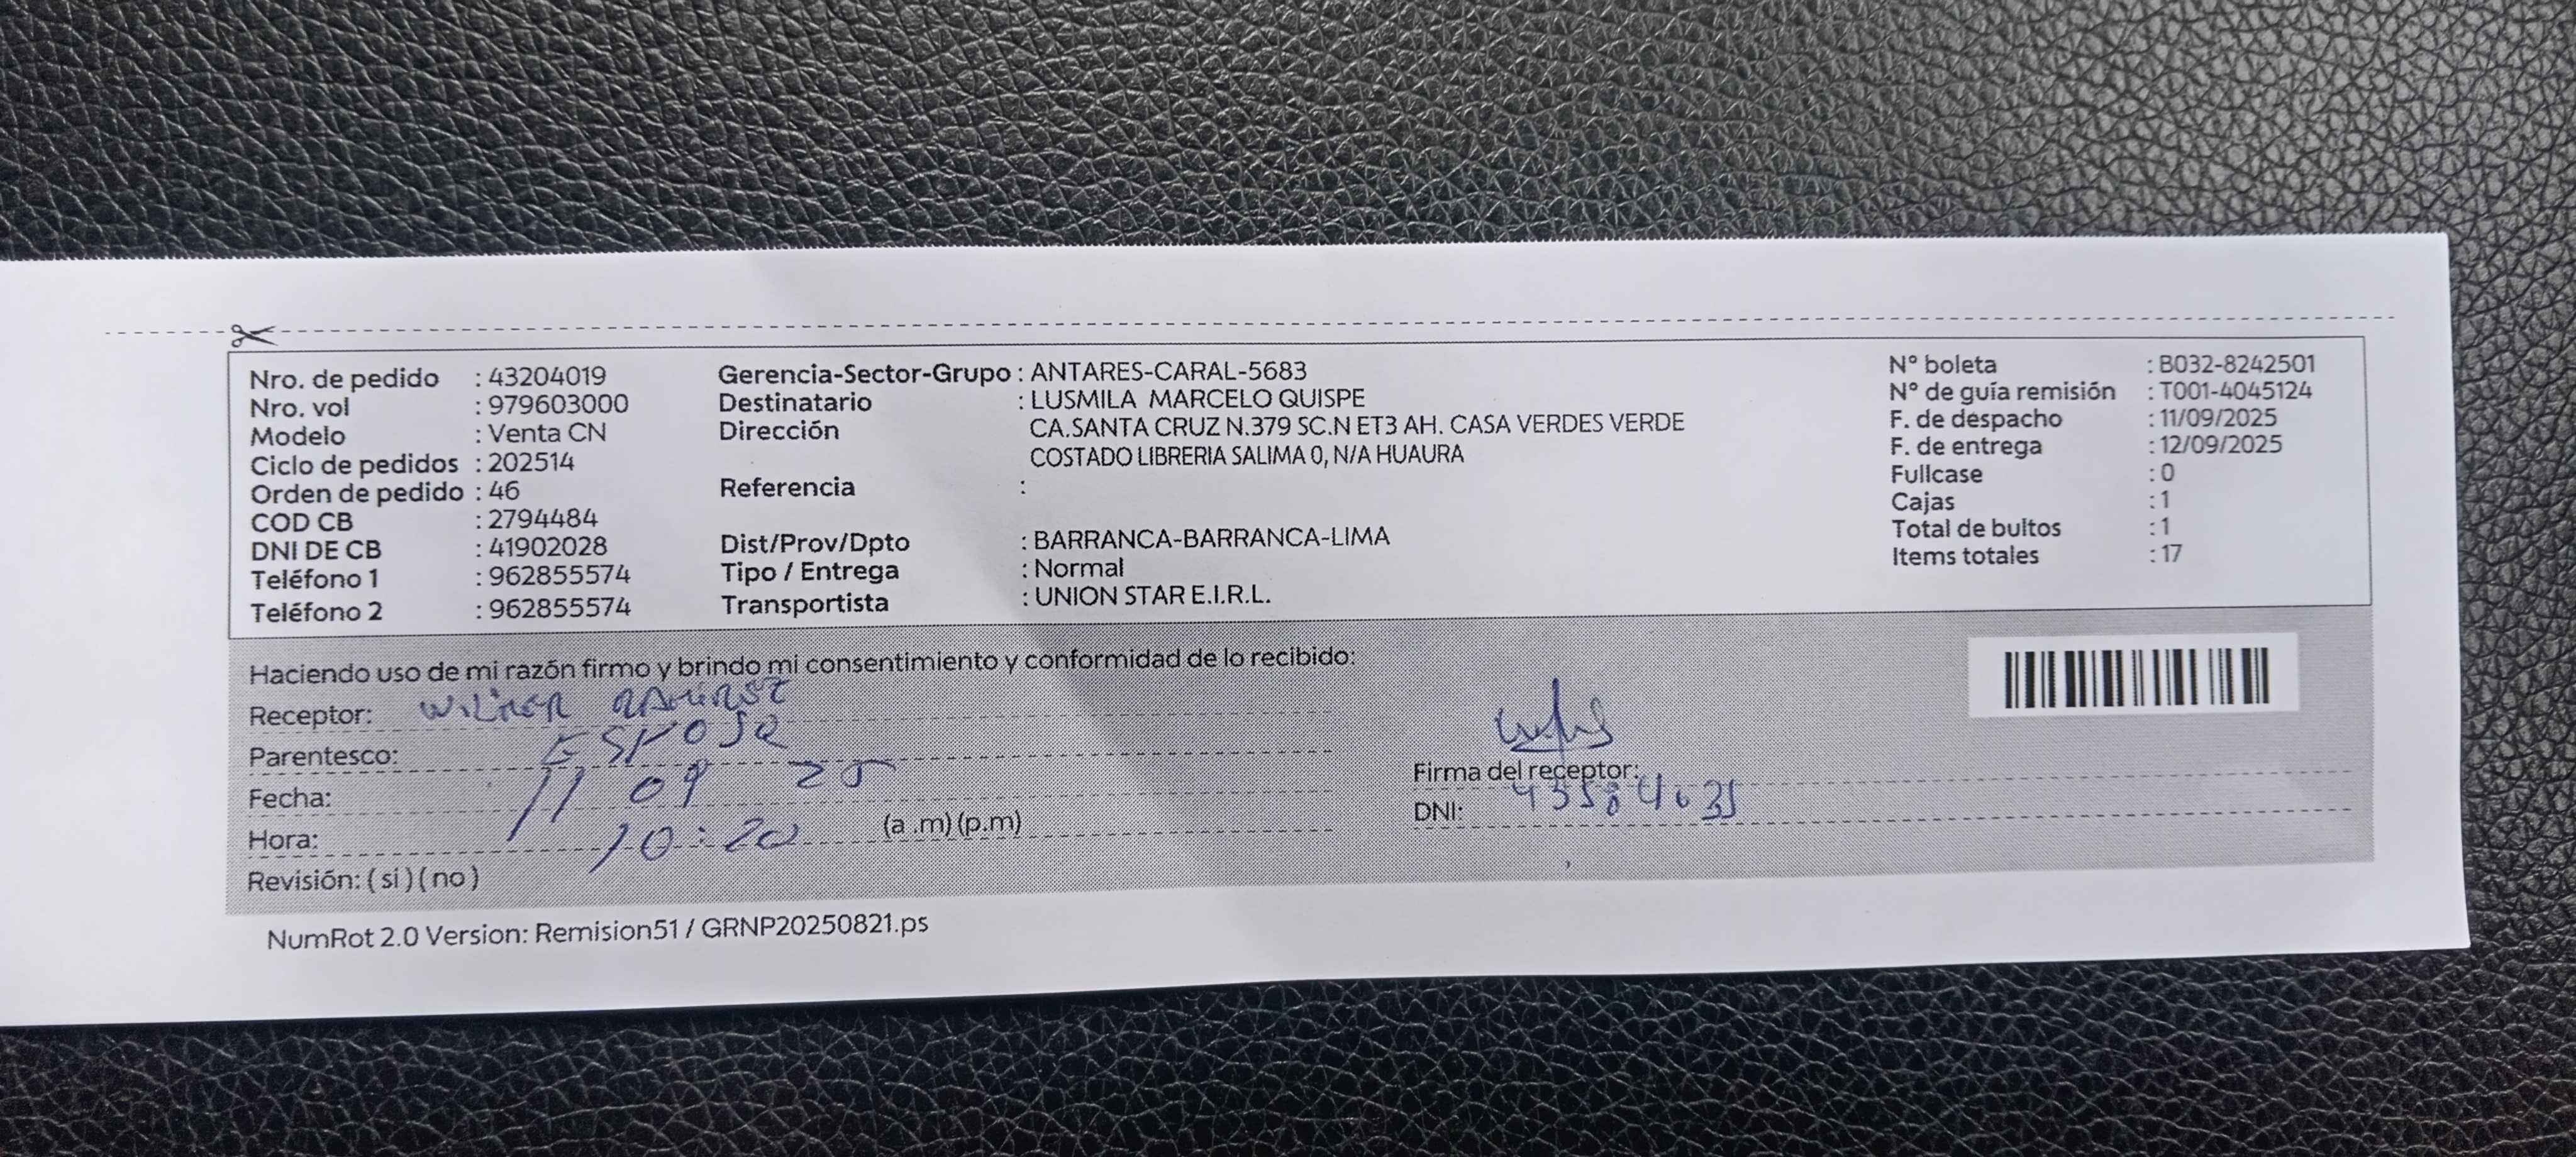 Nro. de pedido : 43204019
Nro. vol : 979603000
Modelo : Venta CN
Ciclo de pedidos : 202514
Orden de pedido : 46
COD CB : 2794484
DNI DE CB : 41902028
Teléfono 1 : 962855574
Teléfono 2 : 962855574
Gerencia-Sector-Grupo : ANTARES-CARAL-5683
Destinatario : LUSMILA MARCELO QUISPE
Dirección CA.SANTA CRUZ N.379 SC.N ET3 AH. CASA VERDES VERDE
COSTADO LIBRERIA SALIMA 0, N/A HUAURA
Referencia :
Dist/Prov/Dpto : BARRANCA-BARRANCA-LIMA
Tipo / Entrega : Normal
Transportista : UNION STAR E.I.R.L.
N° boleta : B032-8242501
N° de guía remisión : T001-4045124
F. de despacho : 11/09/2025
F. de entrega : 12/09/2025
Fullcase : 0
Cajas : 1
Total de bultos : 1
Items totales : 17
Haciendo uso de mi razón firmo y brindo mi consentimiento y conformidad de lo recibido:
Receptor: WILMER
Parentesco: ESPOSO
Fecha: 11 09 25
Hora: 10:20 (a .m) (p.m)
Revisión: ( si ) ( no )
Firma del receptor:
DNI:
NumRot 2.0 Version: Remision51 / GRNP20250821.ps